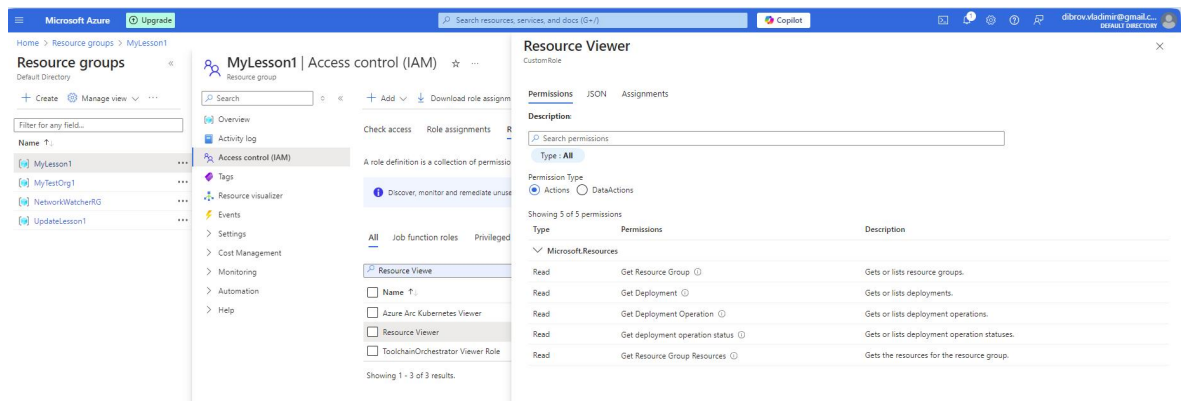 Microsoft Azure
Upgrade
Search resources, services, and docs (G+/)
Copilot
1
dibrov.vladimir@gmail.c...
DEFAULT DIRECTORY
Home > Resource groups > MyLesson1
Resource groups
Default Directory
Create
Manage view
Filter for any field...
Name ↑↓
MyLesson1
MyTestOrg1
NetworkWatcherRG
UpdateLesson1
MyLesson1 | Access control (IAM)
Resource group
Search
Overview
Activity log
Access control (IAM)
Tags
Resource visualizer
Events
Settings
Cost Management
Monitoring
Automation
Help
Add
Download role assignm
Check access Role assignments R
A role definition is a collection of permissio
Discover, monitor and remediate unuse
All Job function roles Privileged
Resource Viewe
Name ↑↓
Azure Arc Kubernetes Viewer
Resource Viewer
ToolchainOrchestrator Viewer Role
Showing 1 - 3 of 3 results.
Resource Viewer
CustomRole
Permissions JSON Assignments
Description:
Search permissions
Type : All
Permission Type
Actions DataActions
Showing 5 of 5 permissions
Type Permissions Description
Microsoft.Resources
Read Get Resource Group Gets or lists resource groups.
Read Get Deployment Gets or lists deployments.
Read Get Deployment Operation Gets or lists deployment operations.
Read Get deployment operation status Gets or lists deployment operation statuses.
Read Get Resource Group Resources Gets the resources for the resource group.